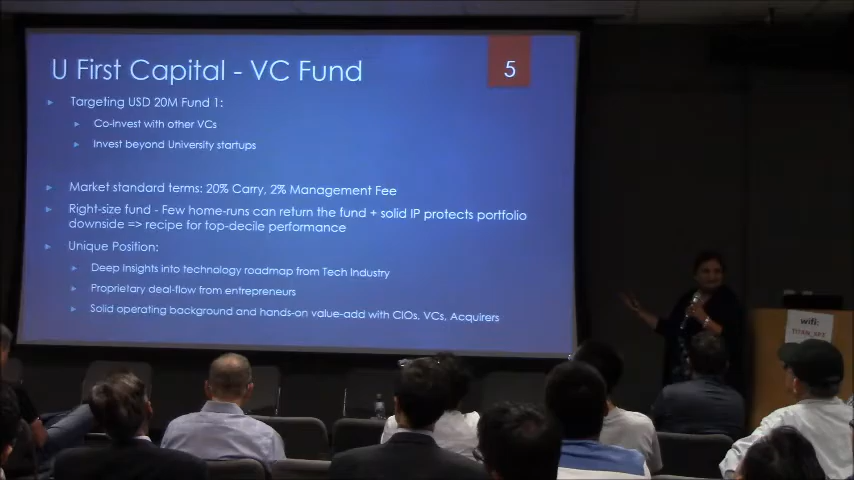 U First Capital - VC Fund
5
Targeting USD 20M Fund 1:
Co-invest with other VCs
Invest beyond University startups
Market standard terms: 20% Carry, 2% Management Fee
Right-size fund - Few home-runs can return the fund + solid IP protects portfolio
downside => recipe for top-decile performance
Unique Position:
Deep Insights into technology roadmap from Tech Industry
Proprietary deal-flow from entrepreneurs
Solid operating background and hands-on value-add with CIOs, VCs, Acquirers
wifi: